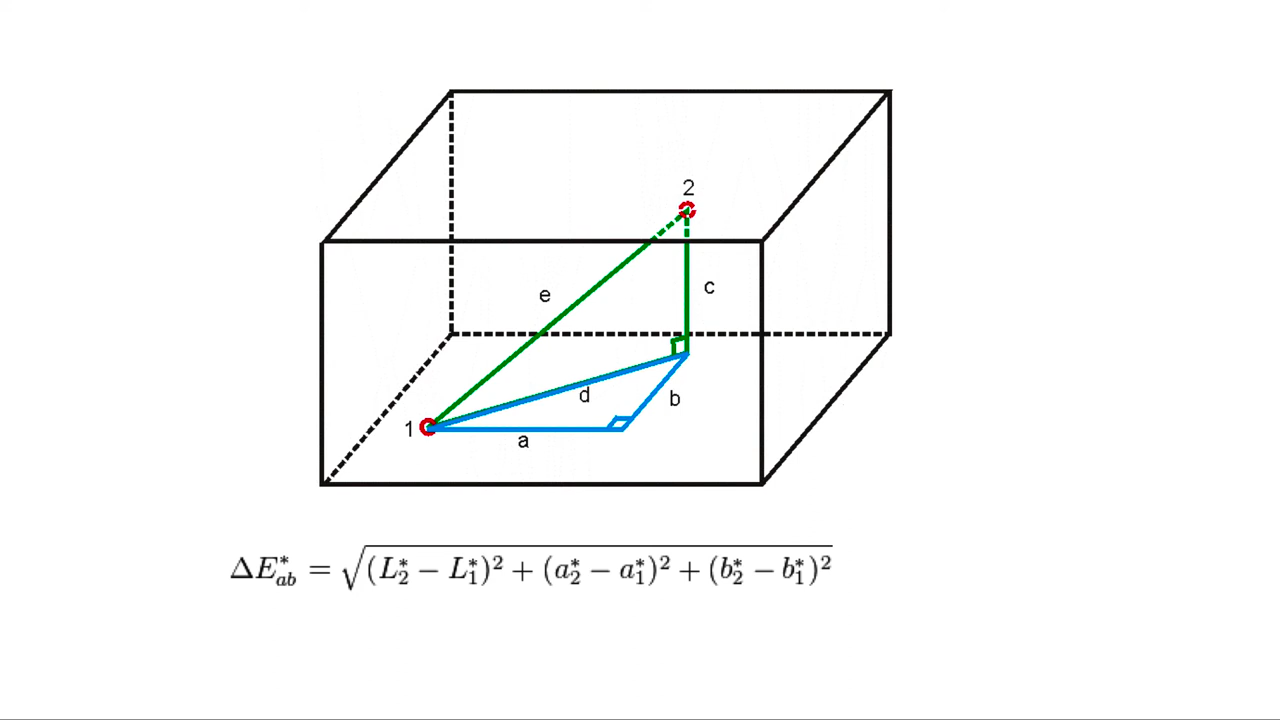 2
e
c
d
b
1
a
ΔE*ab = √(L*2 − L*1)² + (a*2 − a*1)² + (b*2 − b*1)²